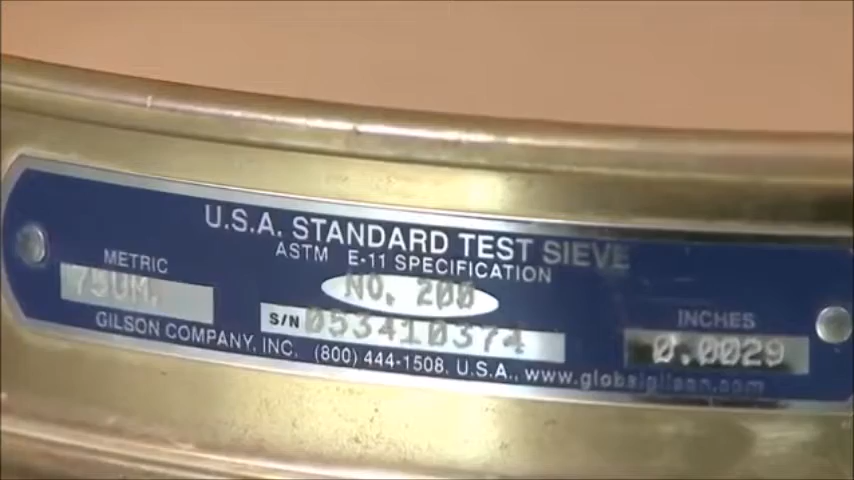 U.S.A. STANDARD TEST SIEVE
ASTM E-11 SPECIFICATION
METRIC
75UM.
NO. 200
INCHES
0.0029
S/N 053410374
GILSON COMPANY, INC. (800) 444-1508. U.S.A., www.globalgilson.com